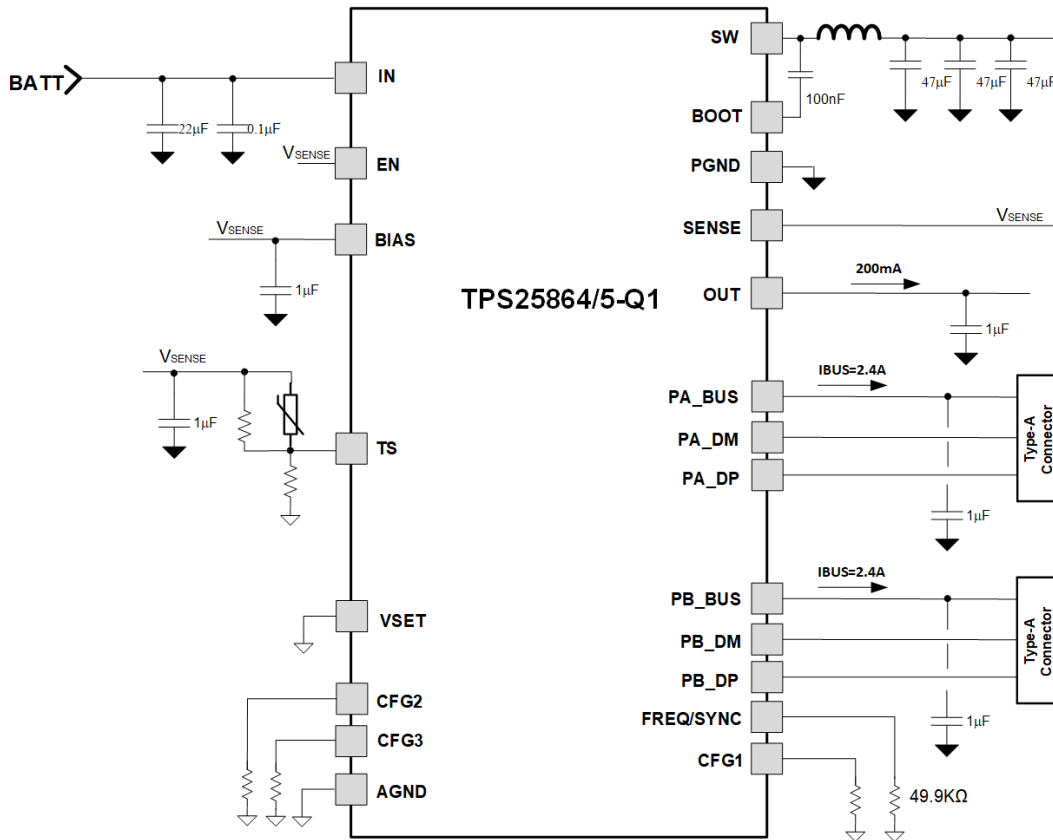 SW
BATT
IN
100nF
47μF
47μF
47μF
22μF
0.1μF
BOOT
VSENSE
EN
PGND
VSENSE
BIAS
SENSE
VSENSE
1μF
TPS25864/5-Q1
OUT
200mA
1μF
VSENSE
1μF
TS
PA_BUS
IBUS=2.4A
PA_DM
PA_DP
Type-A
Connector
1μF
VSET
PB_BUS
IBUS=2.4A
PB_DM
PB_DP
Type-A
Connector
1μF
CFG2
FREQ/SYNC
CFG3
CFG1
AGND
49.9KΩ